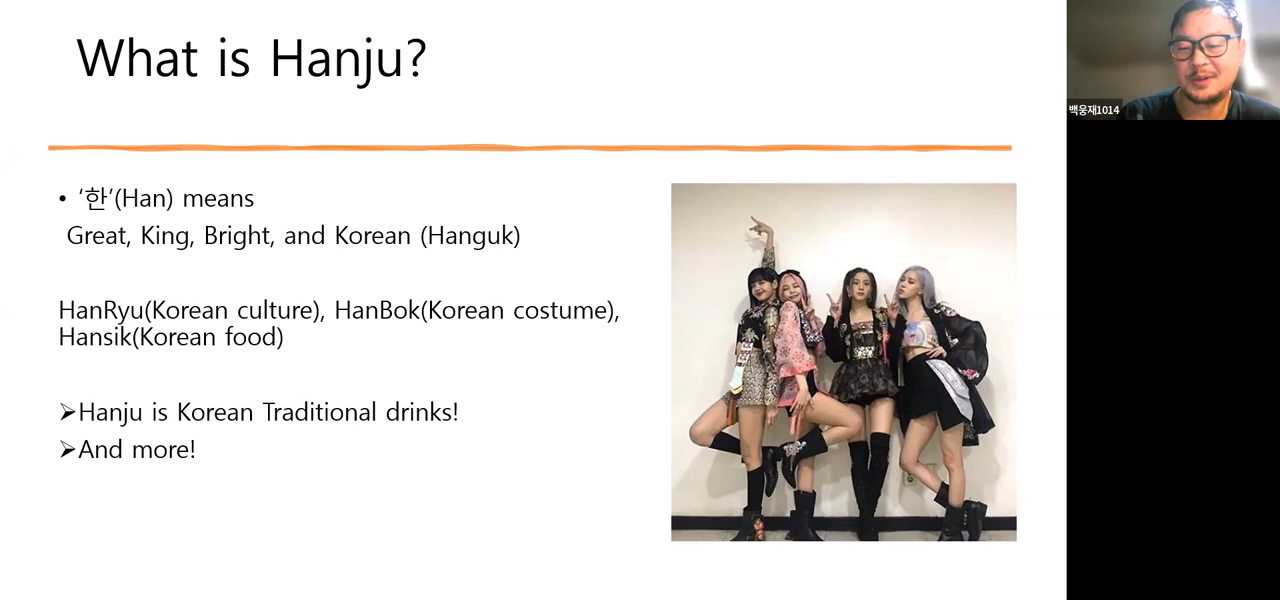 What is Hanju?
• ‘한’(Han) means
Great, King, Bright, and Korean (Hanguk)
HanRyu(Korean culture), HanBok(Korean costume),
Hansik(Korean food)
➢Hanju is Korean Traditional drinks!
➢And more!
백웅재1014